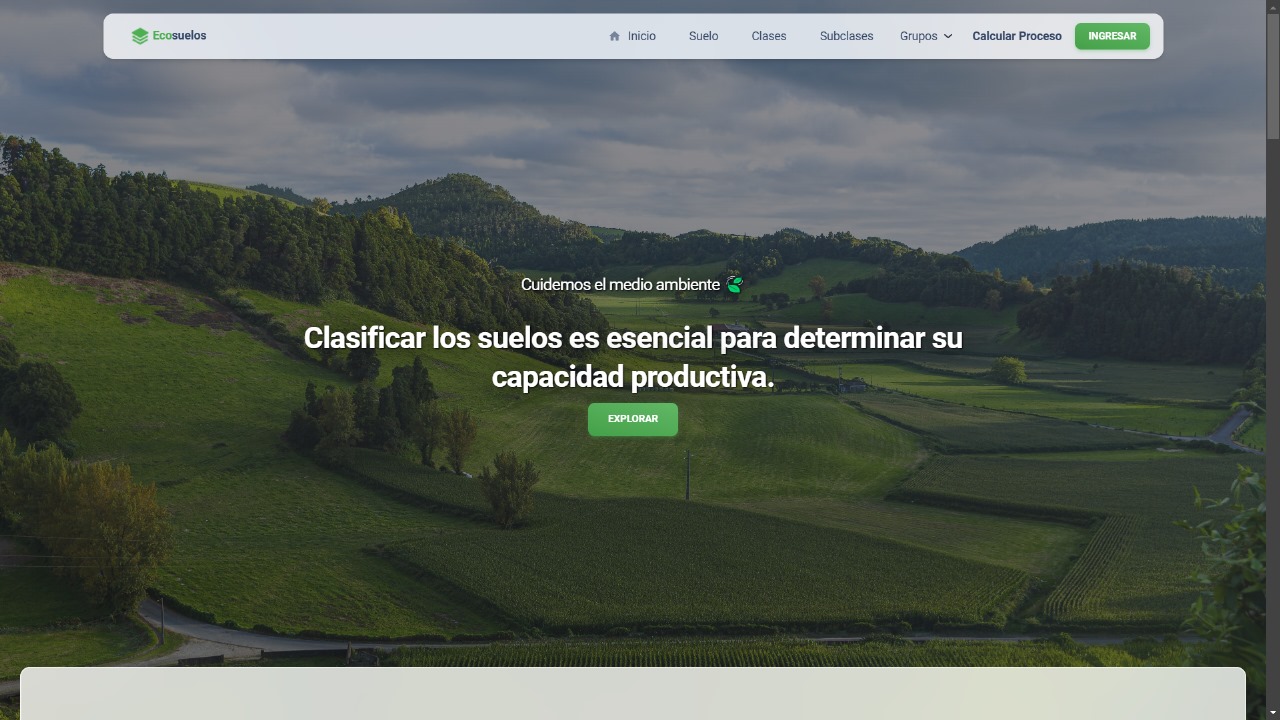 Ecosuelos
Inicio
Suelo
Clases
Subclases
Grupos
Calcular Proceso
INGRESAR
Cuidemos el medio ambiente
Clasificar los suelos es esencial para determinar su
capacidad productiva.
EXPLORAR